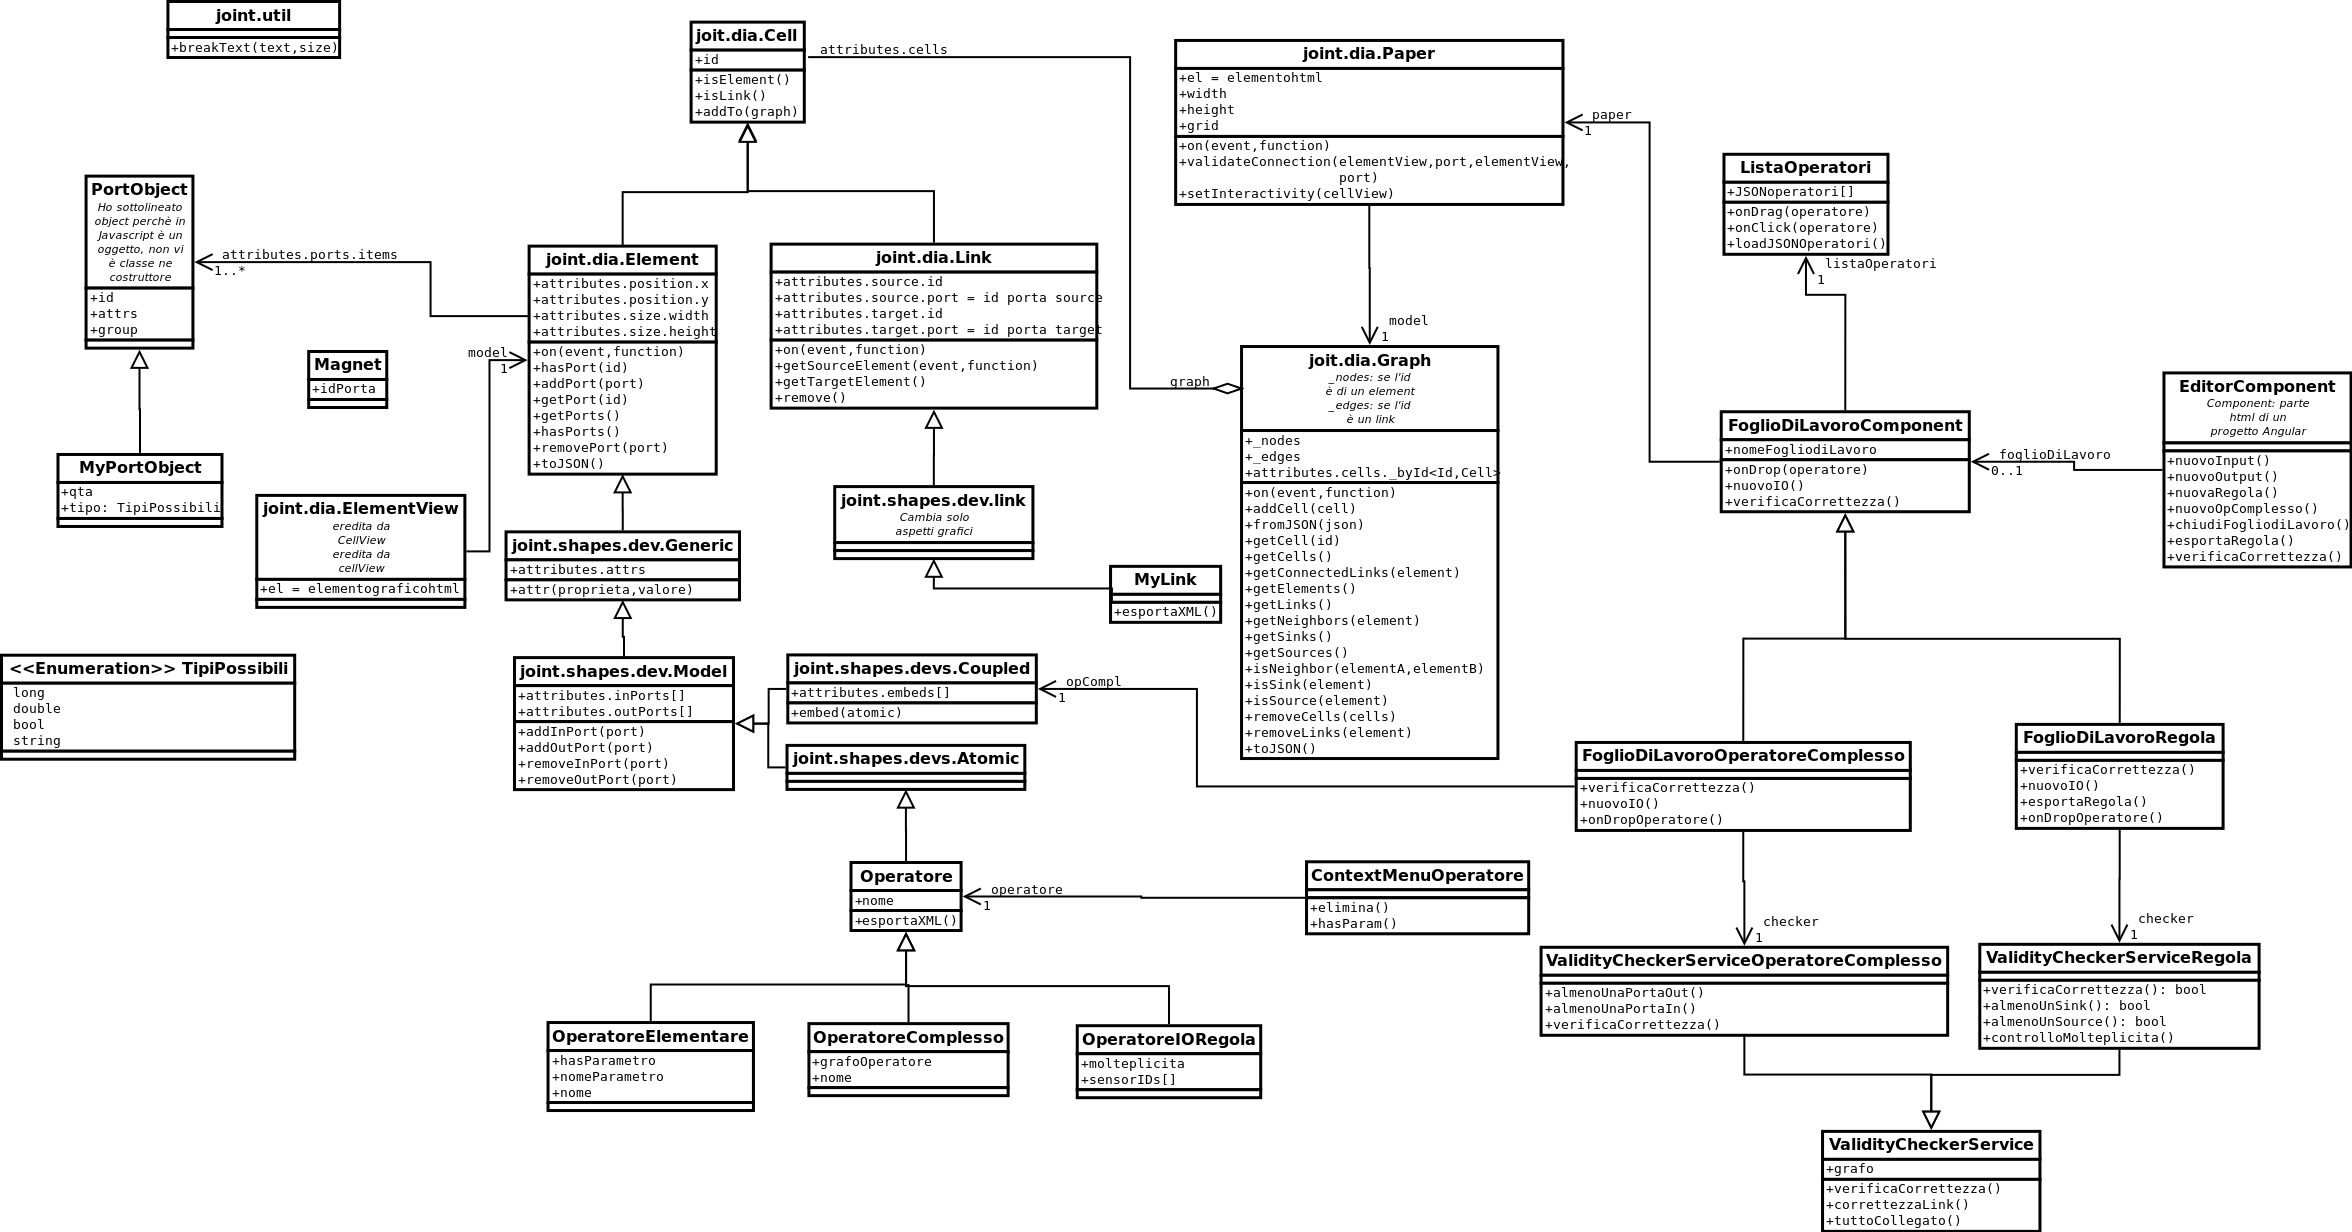 joint.util
+breakText(text,size)
joit.dia.Cell
+id
+isElement()
+isLink()
+addTo(graph)
attributes.cells
joint.dia.Paper
+el = elementohtml
+width
+height
+grid
+on(event,function)
+validateConnection(elementView,port,elementView,
port)
+setInteractivity(cellView)
paper
1
ListaOperatori
+JSONoperatori[]
+onDrag(operatore)
+onClick(operatore)
+loadJSONOperatori()
listaOperatori
1
PortObject
Ho sottolineato
object perchè in
Javascript è un
oggetto, non vi
è classe ne
costruttore
+id
+attrs
+group
attributes.ports.items
1..*
joint.dia.Element
+attributes.position.x
+attributes.position.y
+attributes.size.width
+attributes.size.height
+on(event,function)
+hasPort(id)
+addPort(port)
+getPort(id)
+getPorts()
+hasPorts()
+removePort(port)
+toJSON()
joint.dia.Link
+attributes.source.id
+attributes.source.port = id porta source
+attributes.target.id
+attributes.target.port = id porta target
+on(event,function)
+getSourceElement(event,function)
+getTargetElement()
+remove()
model
1
graph
joit.dia.Graph
_nodes: se l'id
è di un element
_edges: se l'id
è un link
+_nodes
+_edges
+attributes.cells._byId<Id,Cell>
+on(event,function)
+addCell(cell)
+fromJSON(json)
+getCell(id)
+getCells()
+getConnectedLinks(element)
+getElements()
+getLinks()
+getNeighbors(element)
+getSinks()
+getSources()
+isNeighbor(elementA,elementB)
+isSink(element)
+isSource(element)
+removeCells(cells)
+removeLinks(element)
+toJSON()
Magnet
+idPorta
model
1
MyPortObject
+qta
+tipo: TipiPossibili
joint.dia.ElementView
eredita da
CellView
eredita da
cellView
+el = elementograficohtml
joint.shapes.dev.Generic
+attributes.attrs
+attr(proprieta,valore)
joint.shapes.dev.link
Cambia solo
aspetti grafici
MyLink
+esportaXML()
FoglioDiLavoroComponent
+nomeFogliodiLavoro
+onDrop(operatore)
+nuovoIO()
+verificaCorrettezza()
foglioDiLavoro
0..1
EditorComponent
Component: parte
html di un
progetto Angular
+nuovoInput()
+nuovoOutput()
+nuovaRegola()
+nuovoOpComplesso()
+chiudiFogliodiLavoro()
+esportaRegola()
+verificaCorrettezza()
<<Enumeration>> TipiPossibili
long
double
bool
string
joint.shapes.dev.Model
+attributes.inPorts[]
+attributes.outPorts[]
+addInPort(port)
+addOutPort(port)
+removeInPort(port)
+removeOutPort(port)
joint.shapes.devs.Coupled
+attributes.embeds[]
+embed(atomic)
opCompl
1
joint.shapes.devs.Atomic
FoglioDiLavoroOperatoreComplesso
+verificaCorrettezza()
+nuovoIO()
+onDropOperatore()
FoglioDiLavoroRegola
+verificaCorrettezza()
+nuovoIO()
+esportaRegola()
+onDropOperatore()
Operatore
+nome
+esportaXML()
operatore
1
ContextMenuOperatore
+elimina()
+hasParam()
checker
1
checker
1
ValidityCheckerServiceOperatoreComplesso
+almenoUnaPortaOut()
+almenoUnaPortaIn()
+verificaCorrettezza()
ValidityCheckerServiceRegola
+verificaCorrettezza(): bool
+almenoUnSink(): bool
+almenoUnSource(): bool
+controlloMolteplicita()
OperatoreElementare
+hasParametro
+nomeParametro
+nome
OperatoreComplesso
+grafoOperatore
+nome
OperatoreIORegola
+molteplicita
+sensorIDs[]
ValidityCheckerService
+grafo
+verificaCorrettezza()
+correttezzaLink()
+tuttoCollegato()